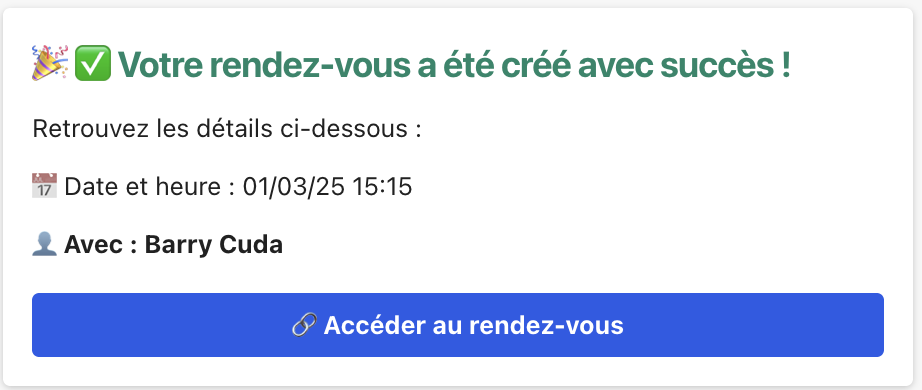 🎉✅ Votre rendez-vous a été créé avec succès !
Retrouvez les détails ci-dessous :
📅 Date et heure : 01/03/25 15:15
👤 Avec : Barry Cuda
🔗 Accéder au rendez-vous